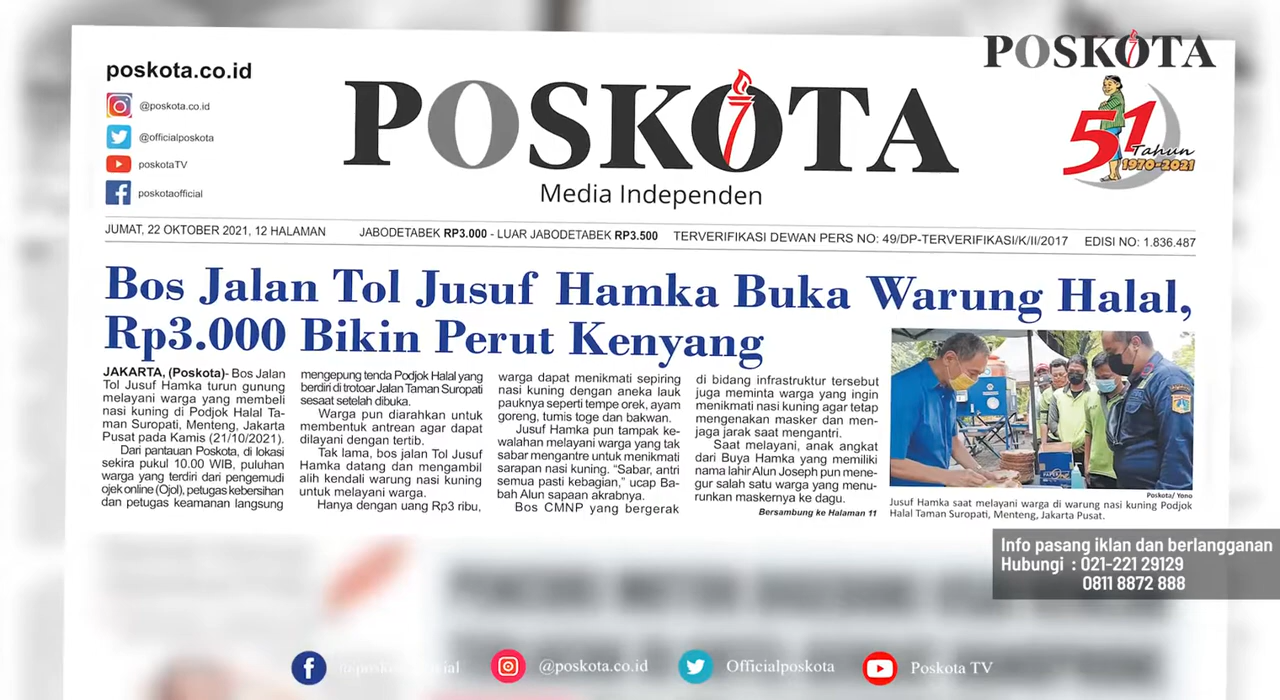 poskota.co.id
@poskota.co.id
@officialposkota
poskotaTV
poskotaofficial
POSKOTA
Media Independen
POSKOTA
51
Tahun
1970-2021
JUMAT, 22 OKTOBER 2021, 12 HALAMAN
JABODETABEK RP3.000 - LUAR JABODETABEK RP3.500
TERVERIFIKASI DEWAN PERS NO: 49/DP-TERVERIFIKASI/K/II/2017
EDISI NO: 1.836.487
Bos Jalan Tol Jusuf Hamka Buka Warung Halal,
Rp3.000 Bikin Perut Kenyang
JAKARTA, (Poskota)- Bos Jalan
Tol Jusuf Hamka turun gunung
melayani warga yang membeli
nasi kuning di Podjok Halal Ta-
man Suropati, Menteng, Jakarta
Pusat pada Kamis (21/10/2021).
Dari pantauan Poskota, di lokasi
sekira pukul 10.00 WIB, puluhan
warga yang terdiri dari pengemudi
ojek online (Ojol), petugas kebersihan
dan petugas keamanan langsung
mengepung tenda Podjok Halal yang
berdiri di trotoar Jalan Taman Suropati
sesaat setelah dibuka.
Warga pun diarahkan untuk
membentuk antrean agar dapat
dilayani dengan tertib.
Tak lama, bos jalan Tol Jusuf
Hamka datang dan mengambil
alih kendali warung nasi kuning
untuk melayani warga.
Hanya dengan uang Rp3 ribu,
warga dapat menikmati sepiring
nasi kuning dengan aneka lauk
pauknya seperti tempe orek, ayam
goreng, tumis toge dan bakwan.
Jusuf Hamka pun tampak ke-
walahan melayani warga yang tak
sabar mengantre untuk menikmati
sarapan nasi kuning. “Sabar, antri
semua pasti kebagian,” ucap Ba-
bah Alun sapaan akrabnya.
Bos CMNP yang bergerak
di bidang infrastruktur tersebut
juga meminta warga yang ingin
menikmati nasi kuning agar tetap
mengenakan masker dan men-
jaga jarak saat mengantri.
Saat melayani, anak angkat
dari Buya Hamka yang memiliki
nama lahir Alun Joseph pun mene-
gur salah satu warga yang menu-
runkan maskernya ke dagu.
Bersambung ke Halaman 11
Poskota/ Yono
Jusuf Hamka saat melayani warga di warung nasi kuning Podjok
Halal Taman Suropati, Menteng, Jakarta Pusat.
Info pasang iklan dan berlangganan
Hubungi : 021-221 29129
0811 8872 888
@poskota.co.id
Officialposkota
Poskota TV